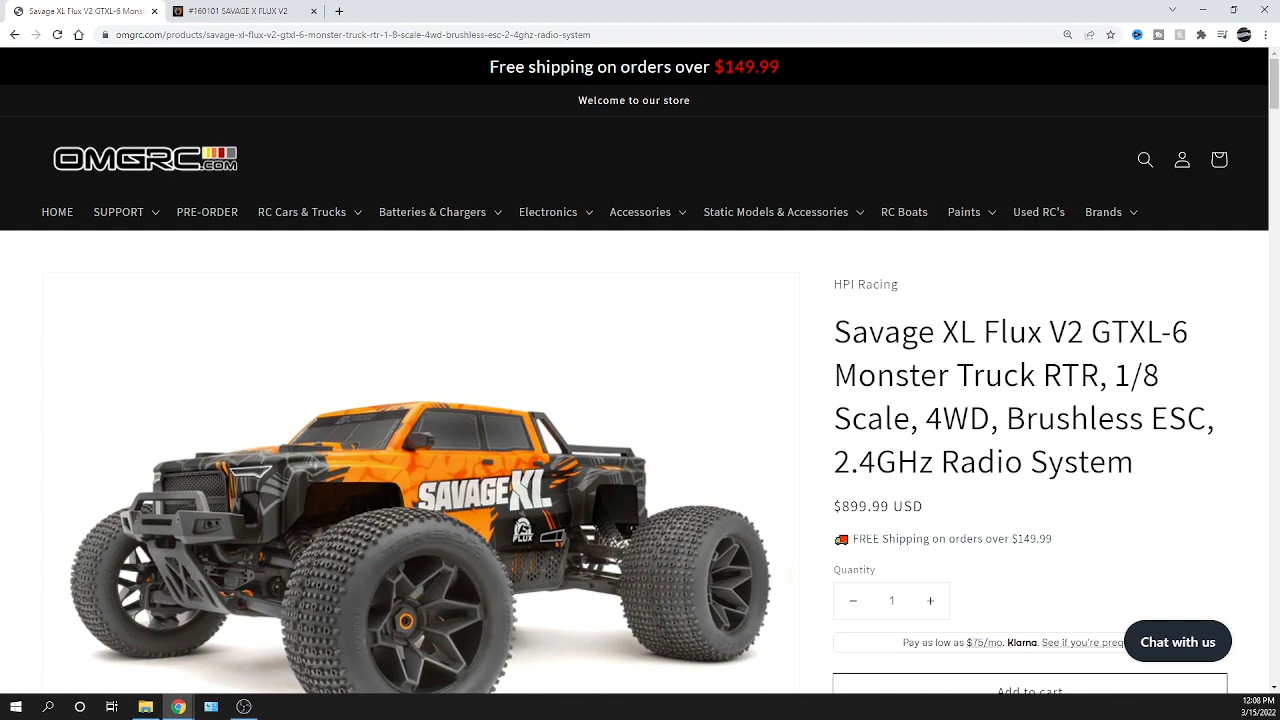 Savage XL Flux V2 GTXL-6 Monst
#160101 SAVAGE X FLUX V2
omgrc.com/products/savage-xl-flux-v2-gtxl-6-monster-truck-rtr-1-8-scale-4wd-brushless-esc-2-4ghz-radio-system
Free shipping on orders over $149.99
Welcome to our store
OMGRC.COM
HOME SUPPORT PRE-ORDER RC Cars & Trucks Batteries & Chargers Electronics Accessories Static Models & Accessories RC Boats Paints Used RC's Brands
HPI Racing
Savage XL Flux V2 GTXL-6
Monster Truck RTR, 1/8
Scale, 4WD, Brushless ESC,
2.4GHz Radio System
$899.99 USD
FREE Shipping on orders over $149.99
Quantity
− 1 +
Pay as low as $75/mo. Klarna. See if you're preq
Chat with us
Add to cart
SAVAGE XL
FLUX
12:08 PM
3/15/2022